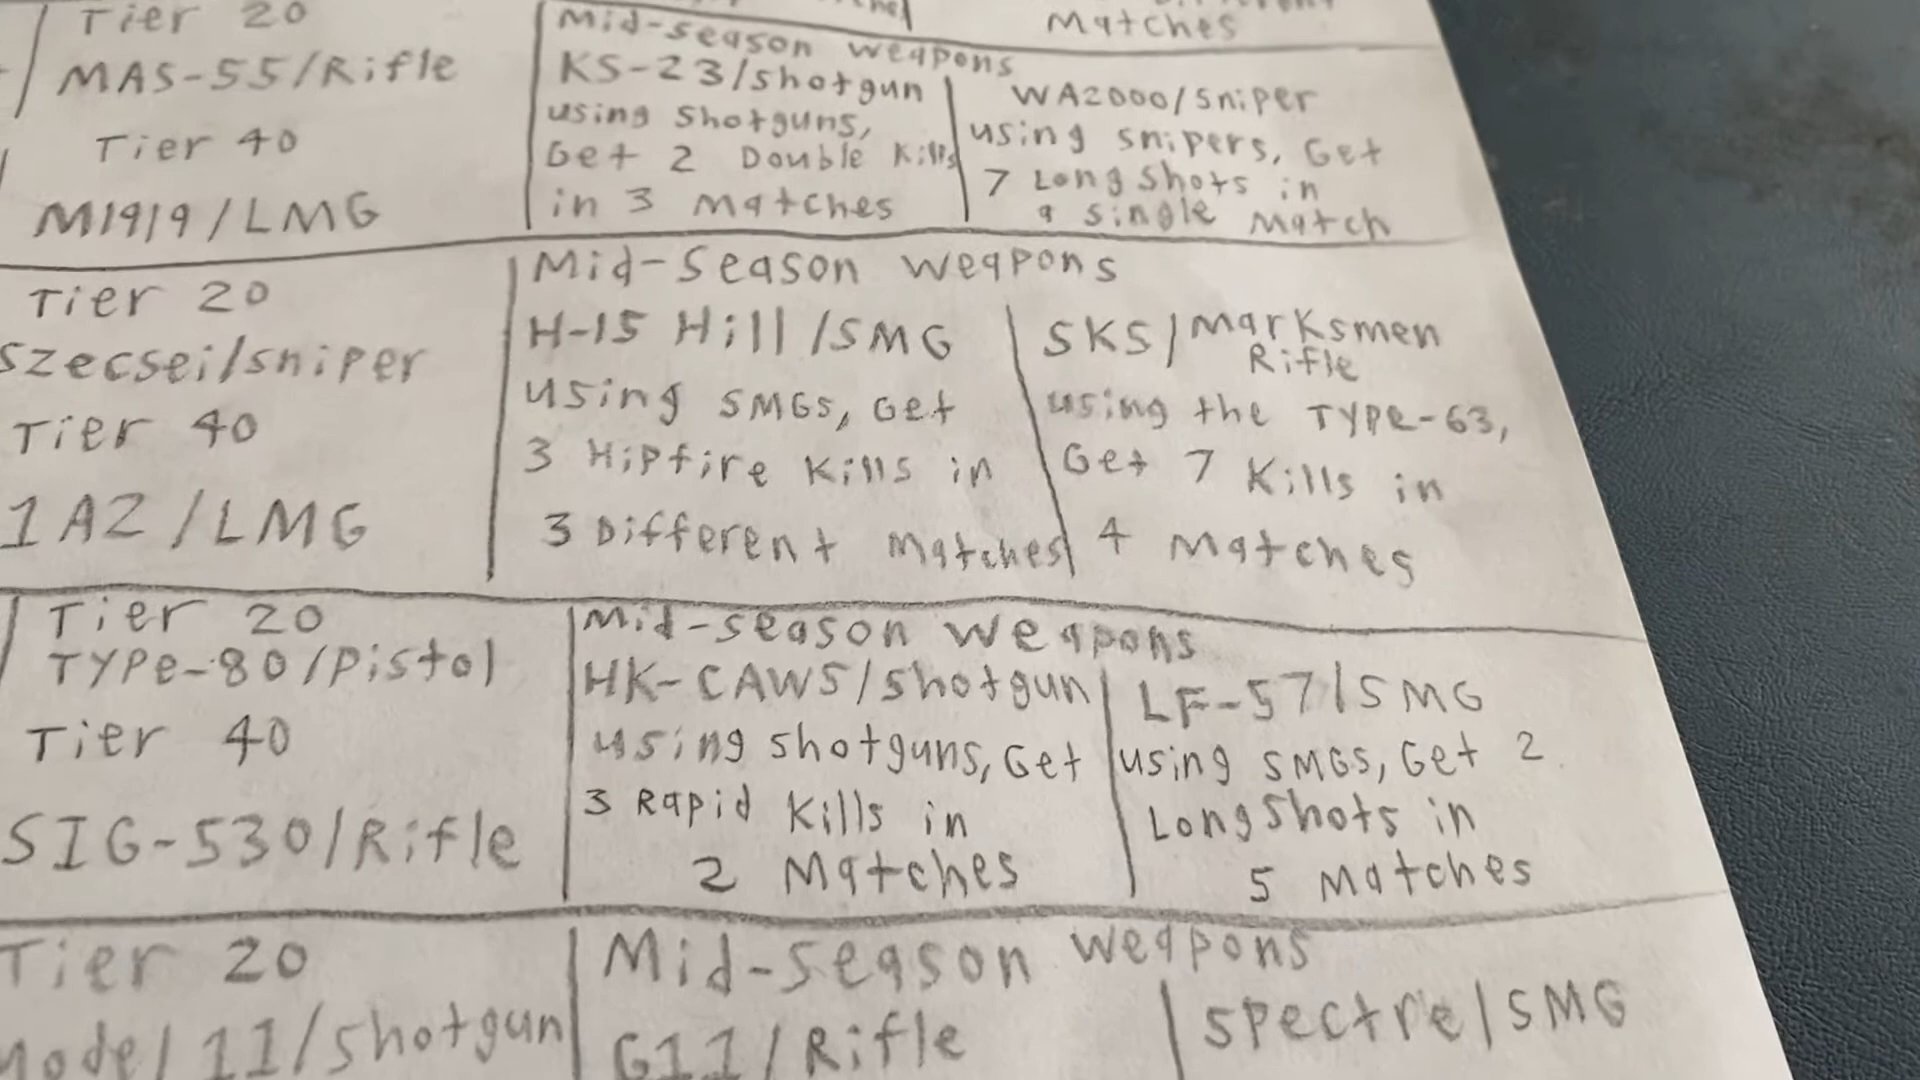 Tier 20
MAS-55/Rifle
Tier 40
M1919/LMG
Matches
Mid-season weapons
KS-23/shotgun
using shotguns,
Get 2 Double Kills
in 3 Matches
WA2000/Sniper
using snipers, Get
7 Longshots in
a single Match
Tier 20
Szecsei/sniper
Tier 40
1A2/LMG
Mid-season weapons
H-15 Hill/SMG
using SMGs, Get
3 Hipfire Kills in
3 Different Matches
SKS/Marksmen
Rifle
using the Type-63,
Get 7 Kills in
4 Matches
Tier 20
Type-80/Pistol
Tier 40
SIG-530/Rifle
Mid-season weapons
HK-CAWS/shotgun
using shotguns, Get
3 Rapid Kills in
2 Matches
LF-57/SMG
using SMGs, Get 2
Longshots in
5 Matches
Tier 20
Model 11/shotgun
Mid-season weapons
G11/Rifle
Spectre/SMG